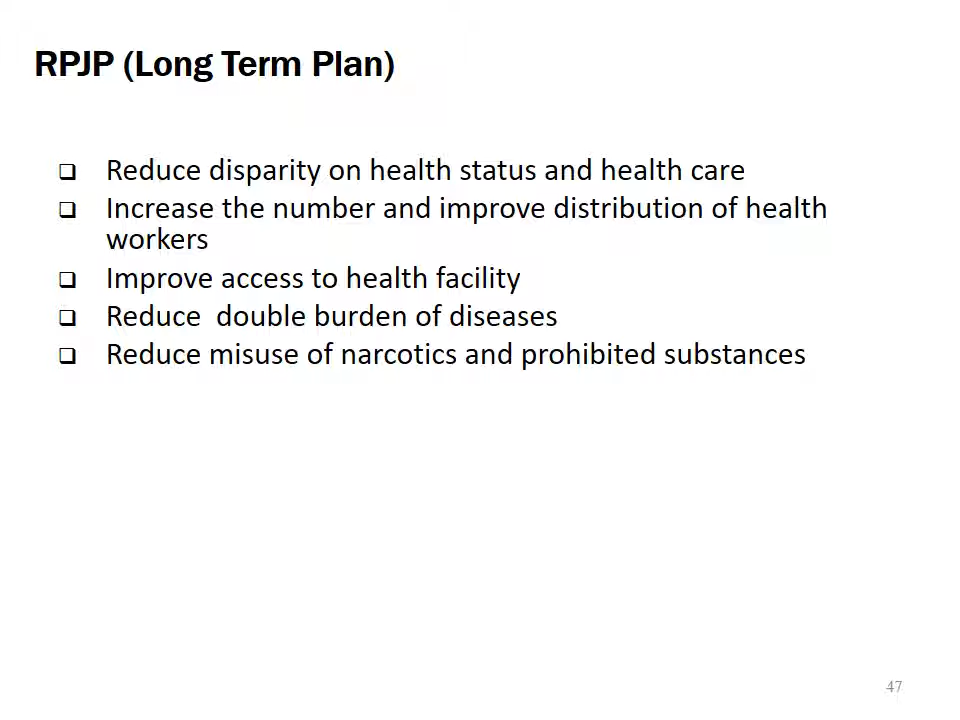 RPJP (Long Term Plan)
Reduce disparity on health status and health care
Increase the number and improve distribution of health
workers
Improve access to health facility
Reduce  double burden of diseases
Reduce misuse of narcotics and prohibited substances
47